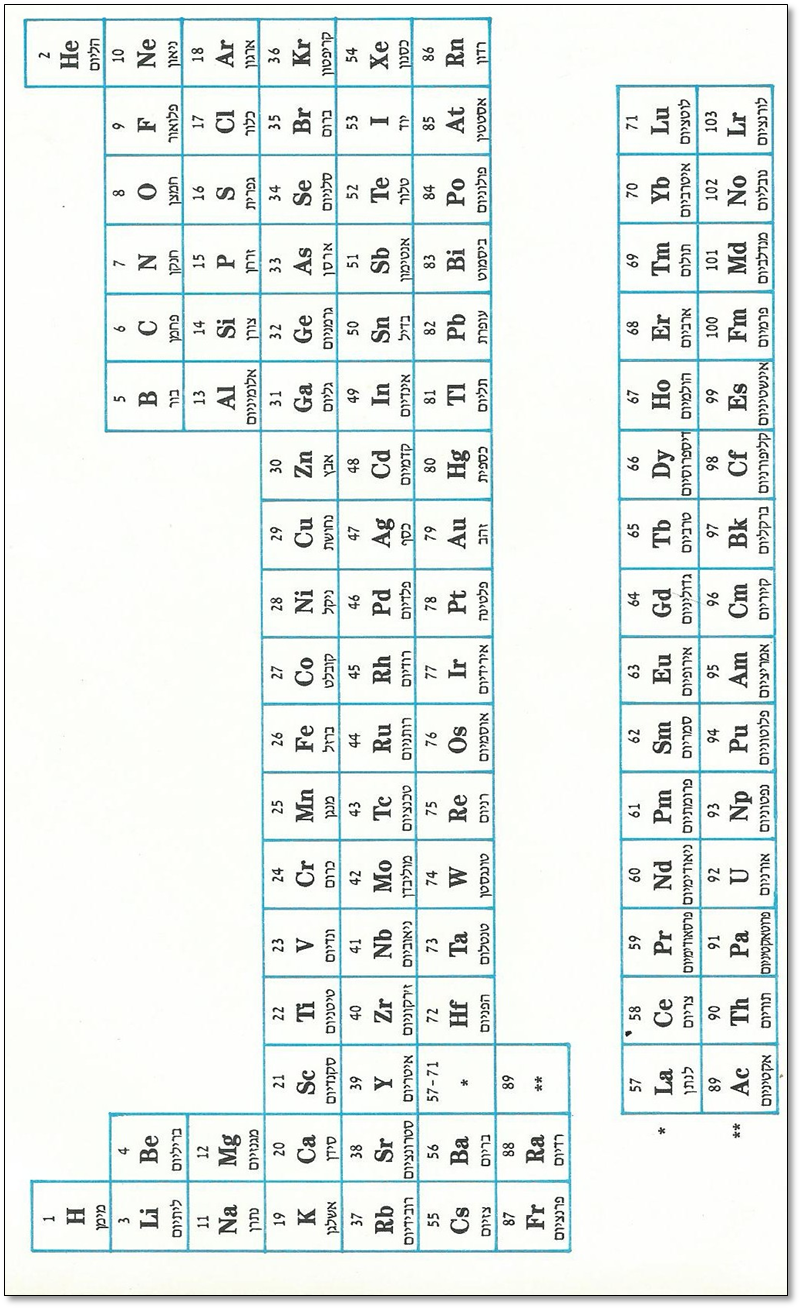 1 2
H He
מימן הליום
3 4 5 6 7 8 9 10
Li Be B C N O F Ne
ליתיום בריליום בור פחמן חנקן חמצן פלואור ניאון
11 12 13 14 15 16 17 18
Na Mg Al Si P S Cl Ar
נתרן מגנזיום אלומיניום צורן זרחן גפרית כלור ארגון
19 20 21 22 23 24 25 26 27 28 29 30 31 32 33 34 35 36
K Ca Sc Ti V Cr Mn Fe Co Ni Cu Zn Ga Ge As Se Br Kr
אשלגן סידן סקנדיום טיטניום ונדיום כרום מנגן ברזל קובלט ניקל נחושת אבץ גליום גרמניום ארסן סלניום ברום קריפטון
37 38 39 40 41 42 43 44 45 46 47 48 49 50 51 52 53 54
Rb Sr Y Zr Nb Mo Tc Ru Rh Pd Ag Cd In Sn Sb Te I Xe
רובידיום סטרונציום איטריום זירקוניום ניאוביום מוליבדן טכנציום רותניום רודיום פלדיום כסף קדמיום אינדיום בדיל אנטימון טלור יוד כסנון
55 56 57-71 72 73 74 75 76 77 78 79 80 81 82 83 84 85 86
Cs Ba * Hf Ta W Re Os Ir Pt Au Hg Tl Pb Bi Po At Rn
צזיום בריום הפניום טנטלום טונגסטן רניום אוסמיום אירידיום פלטינה זהב כספית תליום עופרת ביסמוט פולוניום אסטטין רדון
87 88 89
Fr Ra **
פרנציום רדיום
57 58 59 60 61 62 63 64 65 66 67 68 69 70 71
* La Ce Pr Nd Pm Sm Eu Gd Tb Dy Ho Er Tm Yb Lu
לנתן צריום פרסאודימיום ניאודימיום פרומתיום סמריום אירופיום גדוליניום טרביום דיספרוסיום הולמיום ארביום תולום איטרביום לוטציום
89 90 91 92 93 94 95 96 97 98 99 100 101 102 103
** Ac Th Pa U Np Pu Am Cm Bk Cf Es Fm Md No Lr
אקטיניום תוריום פרוטאקטיניום אורניום נפטוניום פלוטוניום אמריציום קיוריום ברקליום קליפורניום אינשטיניום פרמיום מנדלביום נובליום לורנציום